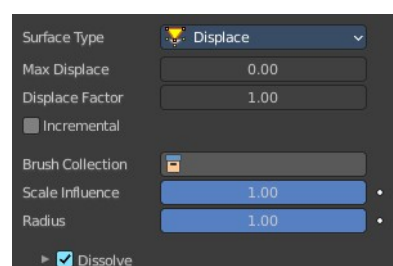 Surface Type Displace
Max Displace 0.00
Displace Factor 1.00
Incremental
Brush Collection
Scale Influence 1.00
Radius 1.00
Dissolve